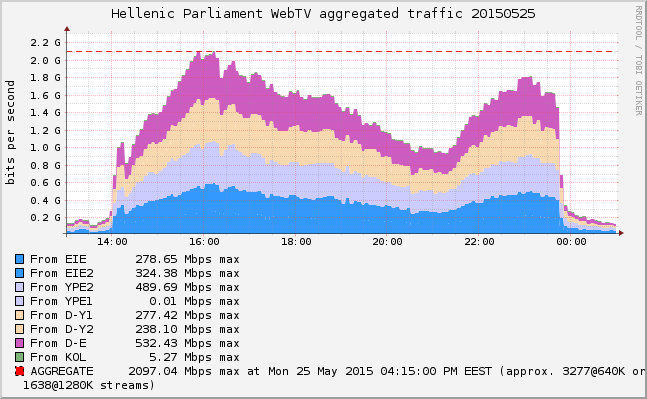 Hellenic Parliament WebTV aggregated traffic 20150525
RRDTOOL / TOBI OETIKER
bits per second
2.2 G
2.0 G
1.8 G
1.6 G
1.4 G
1.2 G
1.0 G
0.8 G
0.6 G
0.4 G
0.2 G
14:00 16:00 18:00 20:00 22:00 00:00
From EIE 278.65 Mbps max
From EIE2 324.38 Mbps max
From YPE2 489.69 Mbps max
From YPE1 0.01 Mbps max
From D-Y1 277.42 Mbps max
From D-Y2 238.10 Mbps max
From D-E 532.43 Mbps max
From KOL 5.27 Mbps max
AGGREGATE 2097.04 Mbps max at Mon 25 May 2015 04:15:00 PM EEST (approx. 3277@640K or
1638@1280K streams)